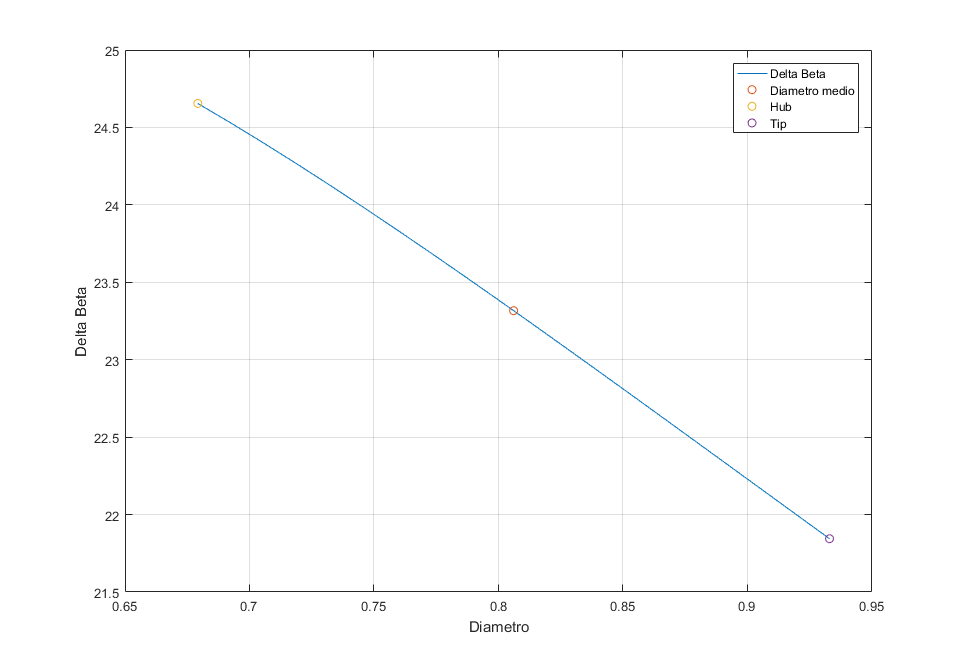 25
24.5
24
23.5
23
22.5
22
21.5
Delta Beta
0.65
0.7
0.75
0.8
0.85
0.9
0.95
Diametro
Delta Beta
Diametro medio
Hub
Tip